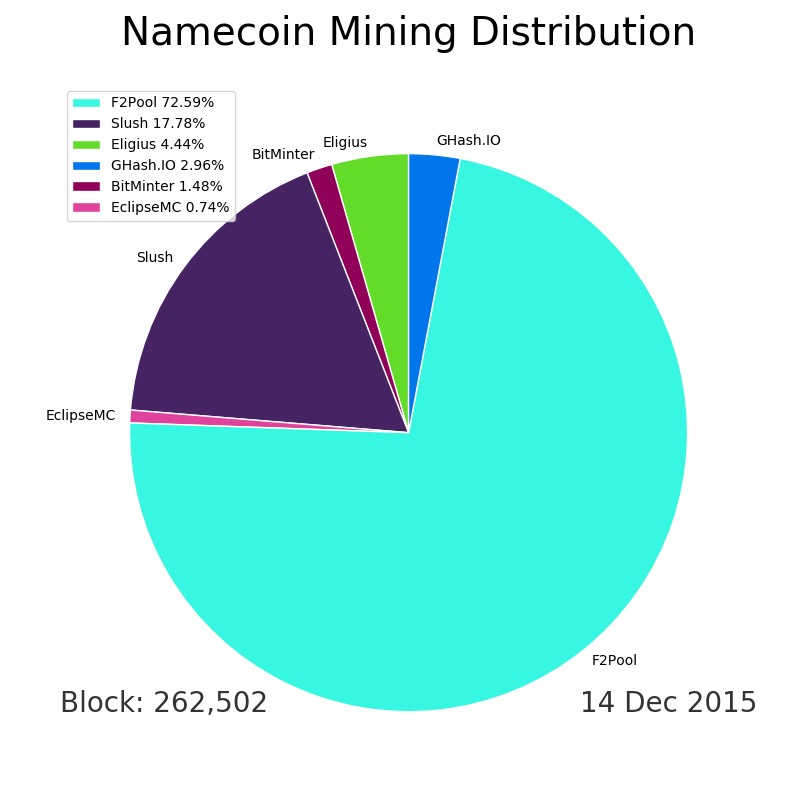 Namecoin Mining Distribution
F2Pool 72.59%
Slush 17.78%
Eligius 4.44%
GHash.IO 2.96%
BitMinter 1.48%
EclipseMC 0.74%
GHash.IO
Eligius
BitMinter
Slush
EclipseMC
F2Pool
Block: 262,502
14 Dec 2015